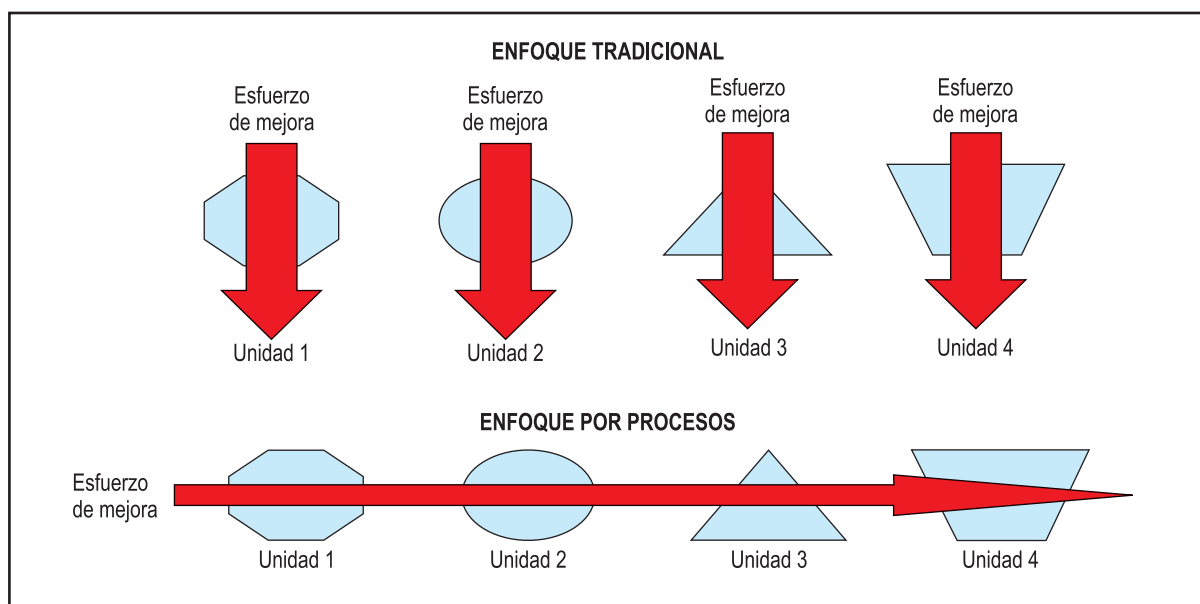 ENFOQUE TRADICIONAL
Esfuerzo
de mejora
Esfuerzo
de mejora
Esfuerzo
de mejora
Esfuerzo
de mejora
Unidad 1
Unidad 2
Unidad 3
Unidad 4
ENFOQUE POR PROCESOS
Esfuerzo
de mejora
Unidad 1
Unidad 2
Unidad 3
Unidad 4